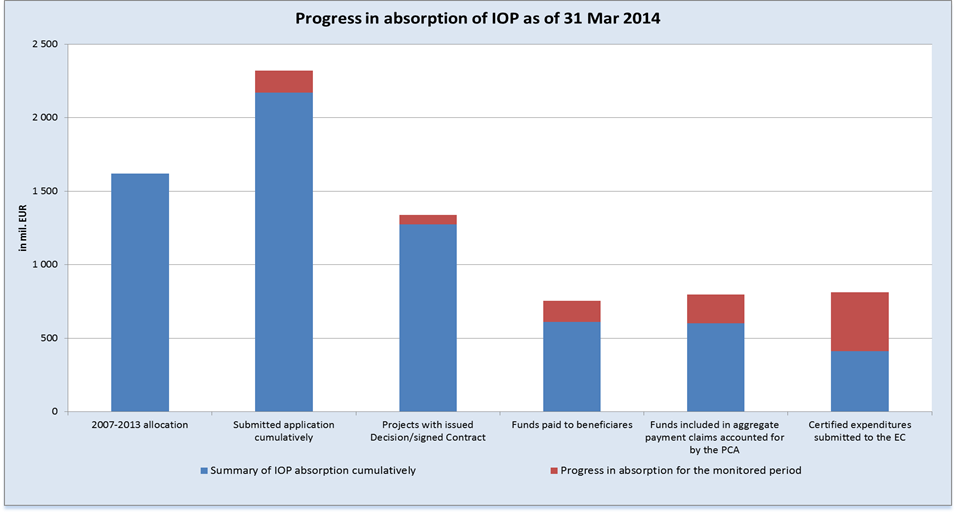 Progress in absorption of IOP as of 31 Mar 2014
2 500
2 000
1 500
1 000
500
0
in mil. EUR
2007-2013 allocation
Submitted application
cumulatively
Projects with issued
Decision/signed Contract
Funds paid to beneficiares
Funds included in aggregate
payment claims accounted for
by the PCA
Certified expenditures
submitted to the EC
Summary of IOP absorption cumulatively
Progress in absorption for the monitored period